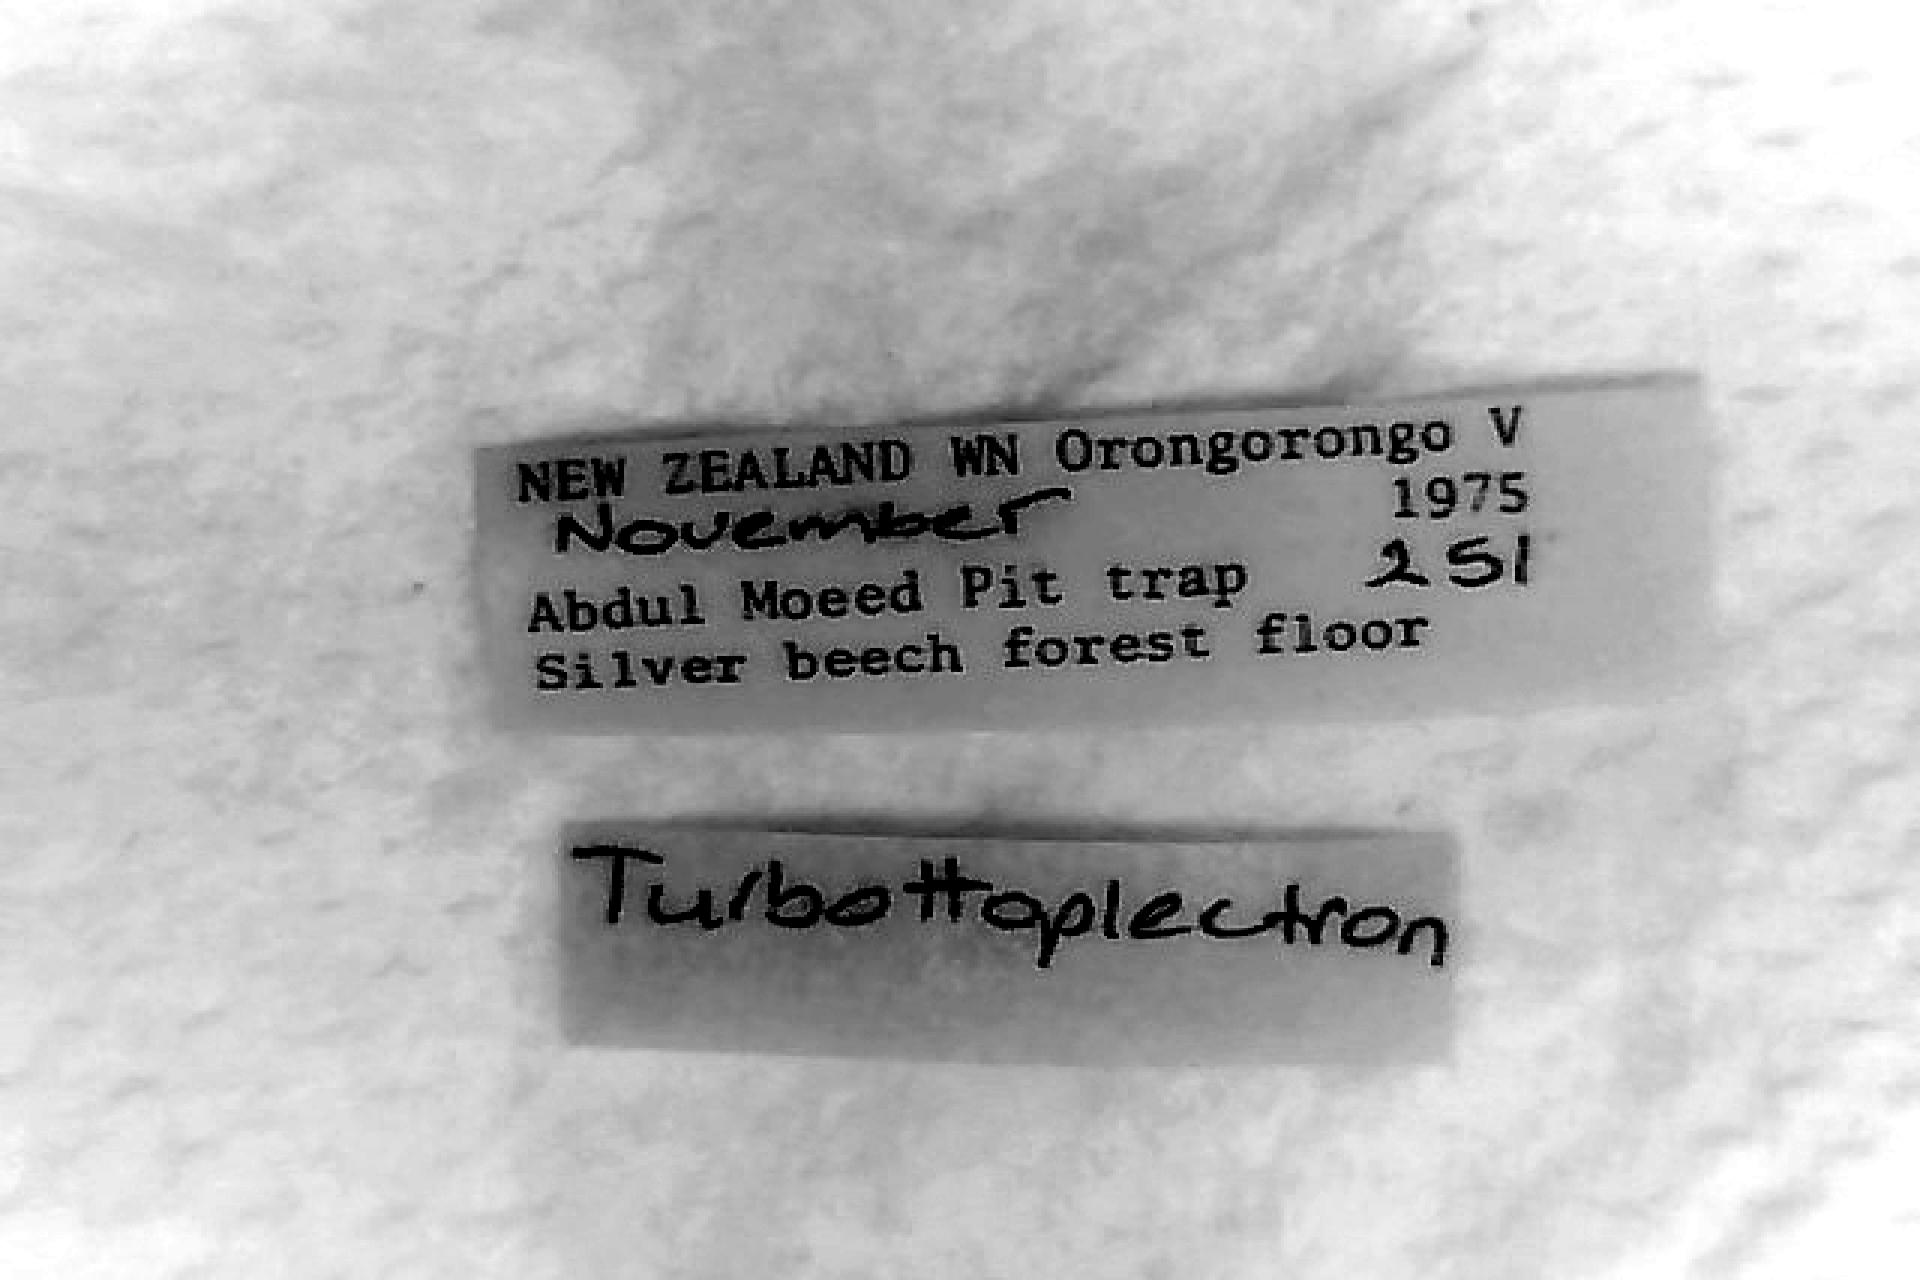 NEW ZEALAND WN Orongorongo V
November 1975
Abdul Moeed Pit trap 251
Silver beech forest floor
Turbottoplectron